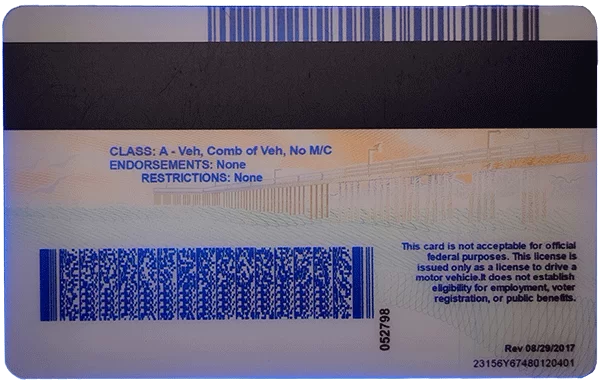 CLASS: A - Veh, Comb of Veh, No M/C
ENDORSEMENTS: None
RESTRICTIONS: None
This card is not acceptable for official
federal purposes. This license is
issued only as a license to drive a
motor vehicle.It does not establish
eligibility for employment, voter
registration, or public benefits.
052798
Rev 08/29/2017
23156Y67480120401